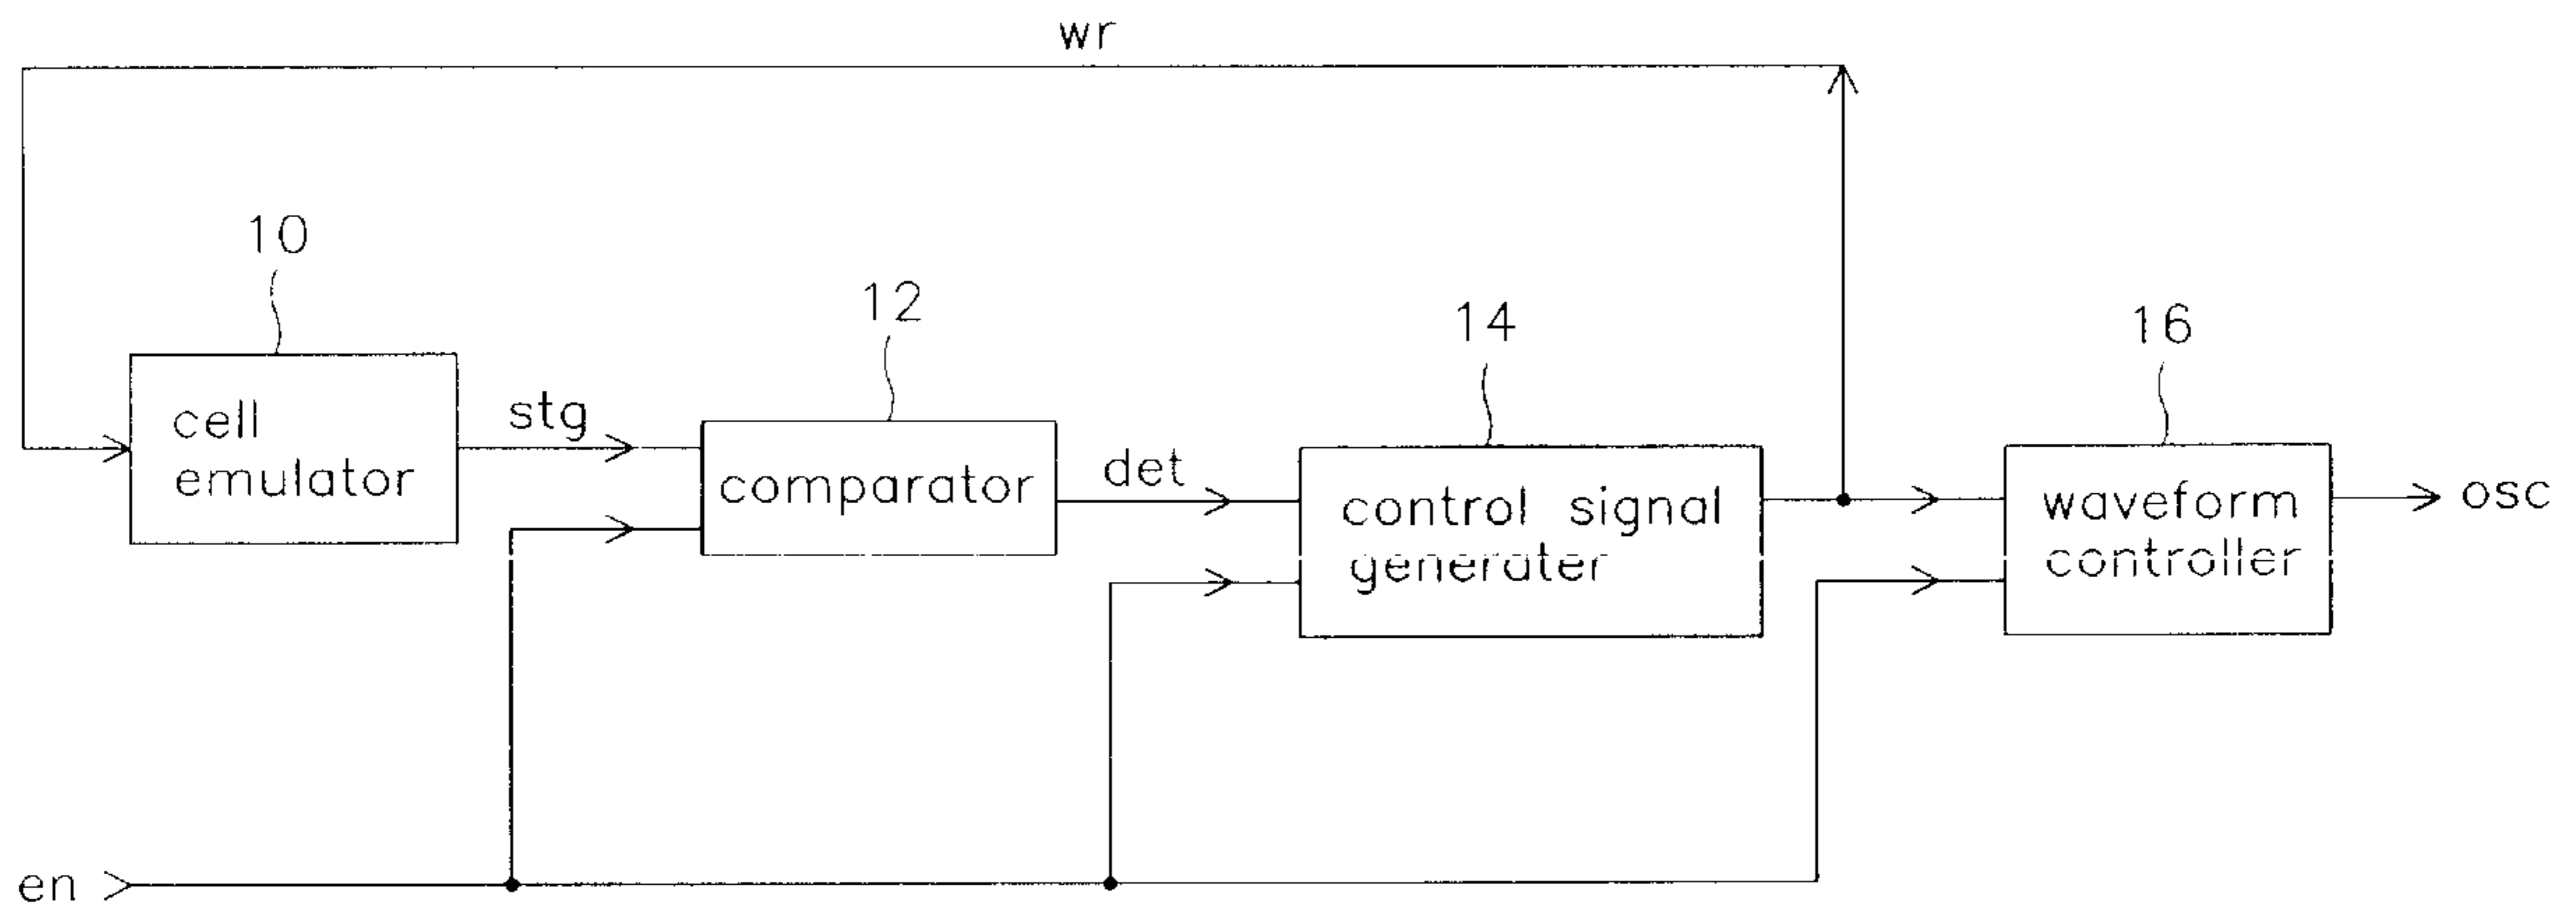 wr
10
cell
emulator
stg
12
comparator
det
14
control signal
generater
16
waveform
controller
osc
en